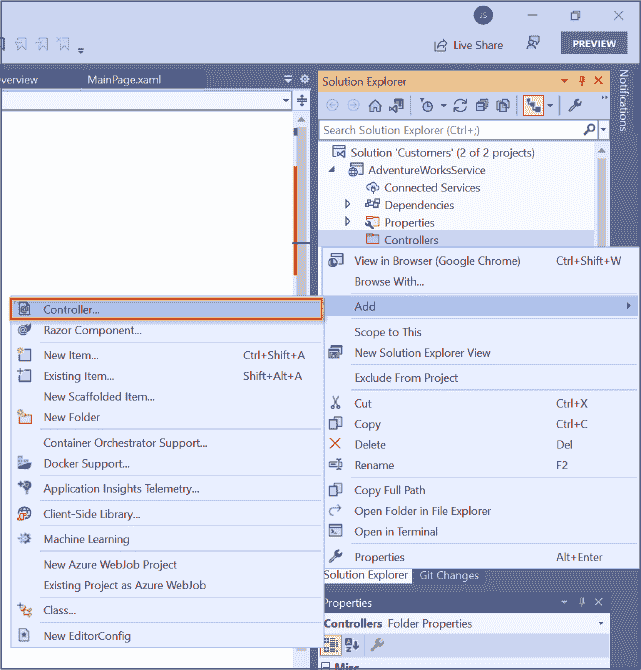 JS
Live Share
PREVIEW
verview
MainPage.xaml
Solution Explorer
Notifications
Search Solution Explorer (Ctrl+;)
Solution 'Customers' (2 of 2 projects)
AdventureWorksService
Connected Services
Dependencies
Properties
Controllers
View in Browser (Google Chrome) Ctrl+Shift+W
Browse With...
Add
Scope to This
New Solution Explorer View
Exclude From Project
Cut Ctrl+X
Copy Ctrl+C
Delete Del
Rename F2
Copy Full Path
Open Folder in File Explorer
Open in Terminal
Properties Alt+Enter
Controller...
Razor Component...
New Item... Ctrl+Shift+A
Existing Item... Shift+Alt+A
New Scaffolded Item...
New Folder
Container Orchestrator Support...
Docker Support...
Application Insights Telemetry...
Client-Side Library...
Machine Learning
New Azure WebJob Project
Existing Project as Azure WebJob
Class...
New EditorConfig
Solution Explorer Git Changes
Properties
Controllers Folder Properties
Misc